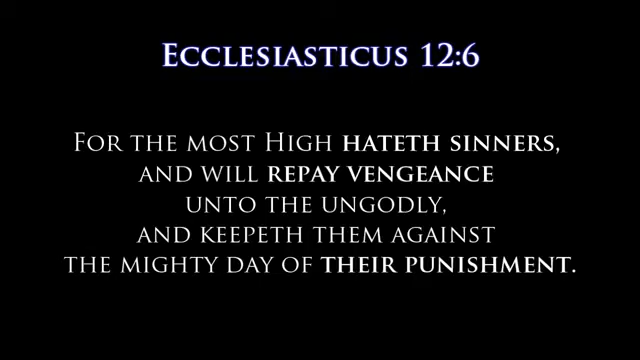 Ecclesiasticus 12:6
For the most High hateth sinners,
and will repay vengeance
unto the ungodly,
and keepeth them against
the mighty day of their punishment.